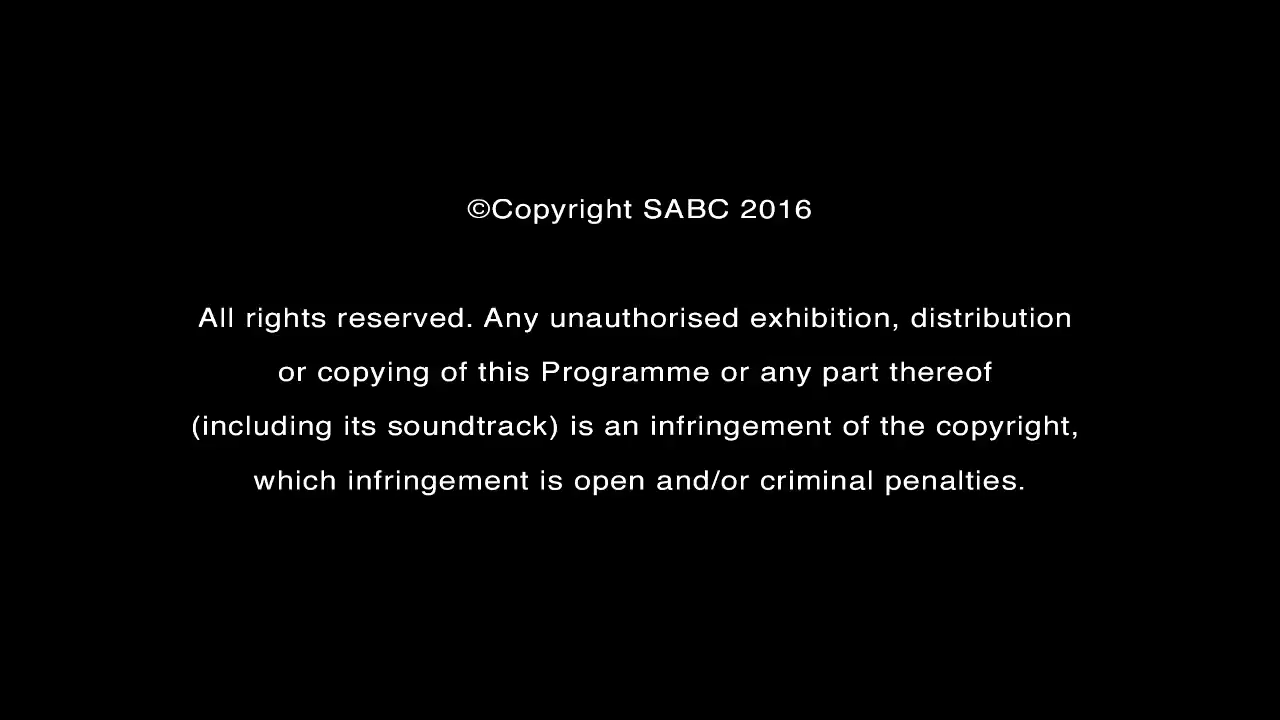 ©Copyright SABC 2016
All rights reserved. Any unauthorised exhibition, distribution
or copying of this Programme or any part thereof
(including its soundtrack) is an infringement of the copyright,
which infringement is open and/or criminal penalties.